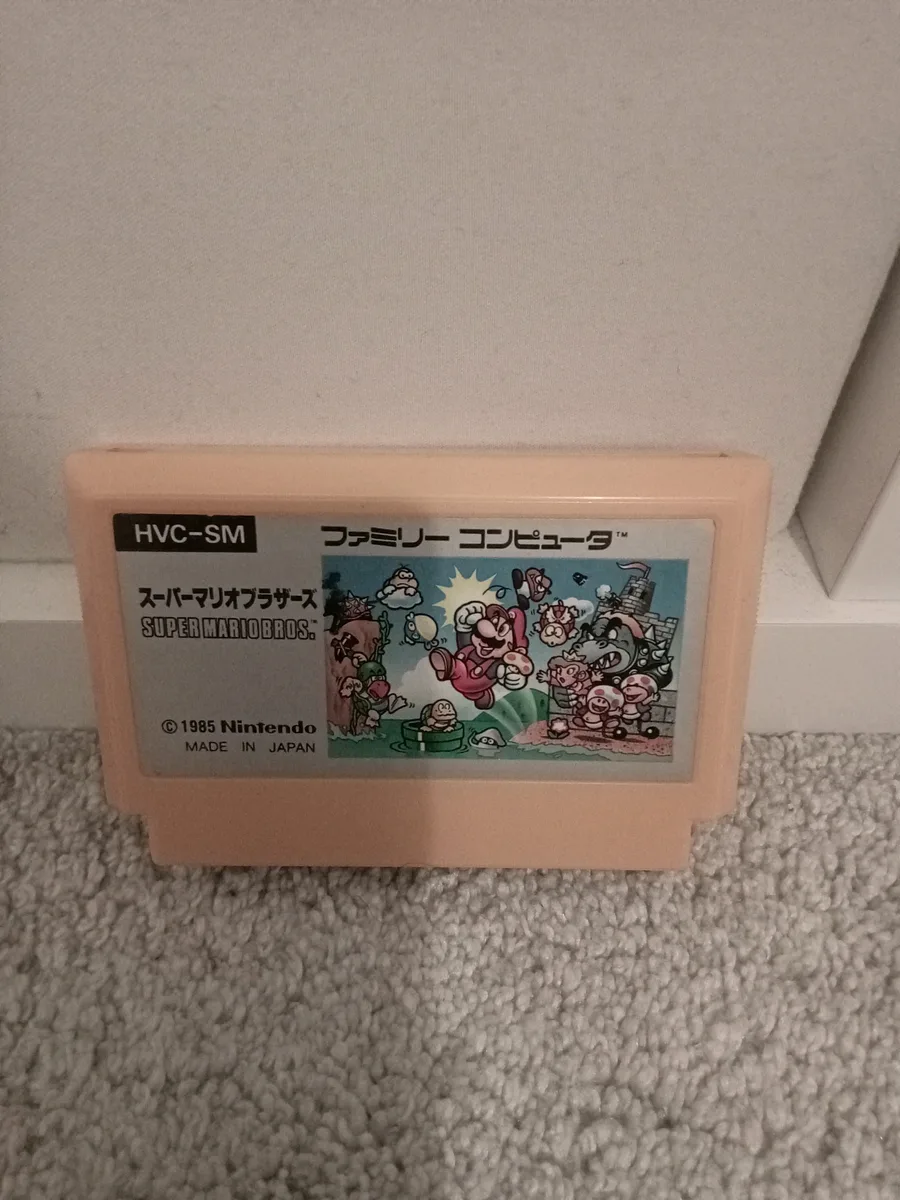 HVC-SM
ファミリー コンピュータ™
スーパーマリオブラザーズ
SUPER MARIO BROS.™
© 1985 Nintendo
MADE IN JAPAN